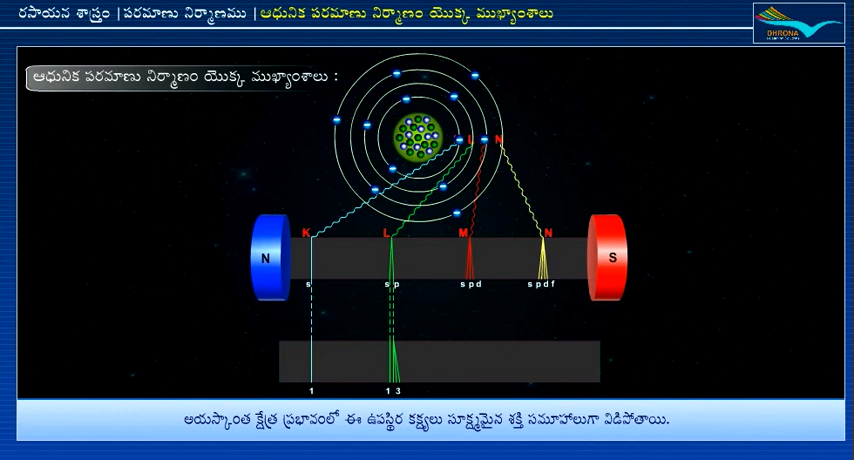 రసాయన శాస్త్రం |పరమాణు నిర్మాణము |ఆధునిక పరమాణు నిర్మాణం యొక్క ముఖ్యాంశాలు
DHRONA
ఆధునిక పరమాణు నిర్మాణం యొక్క ముఖ్యాంశాలు :
L N
K L M N
N S
s s p s p d s p d f
1 1 3
అయస్కాంత క్షేత్ర ప్రభావంలో ఈ ఉపస్థిర కక్ష్యలు సూక్ష్మమైన శక్తి సమూహాలుగా విడిపోతాయి.